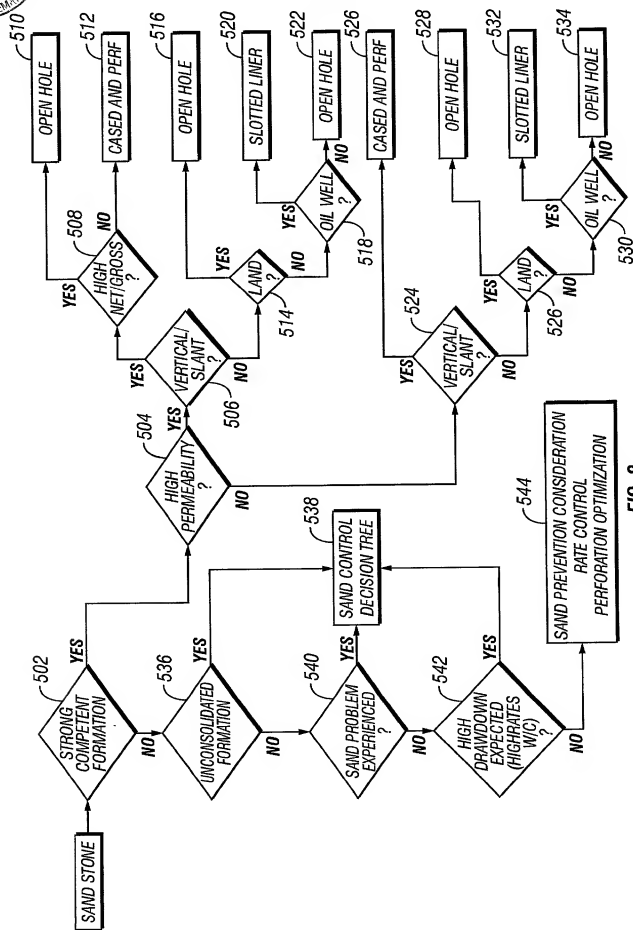 SAND STONE
502
STRONG
COMPETENT
FORMATION
YES
NO
536
UNCONSOLIDATED
FORMATION
YES
NO
540
SAND PROBLEM
EXPERIENCED
?
YES
NO
542
HIGH
DRAWDOWN
EXPECTED
(HIGHRATES
W/C)
?
YES
NO
538
SAND CONTROL
DECISION TREE
544
SAND PREVENTION CONSIDERATION
RATE CONTROL
PERFORATION OPTIMIZATION
504
HIGH
PERMEABILITY
?
YES
NO
506
VERTICAL/
SLANT
?
YES
NO
508
HIGH
NET/GROSS
?
YES
NO
510
OPEN HOLE
512
CASED AND PERF
514
LAND
?
YES
NO
516
OPEN HOLE
518
OIL WELL
?
YES
NO
520
SLOTTED LINER
522
OPEN HOLE
524
VERTICAL/
SLANT
?
YES
NO
526
CASED AND PERF
526
LAND
?
YES
NO
528
OPEN HOLE
530
OIL WELL
?
YES
NO
532
SLOTTED LINER
534
OPEN HOLE
FIG.